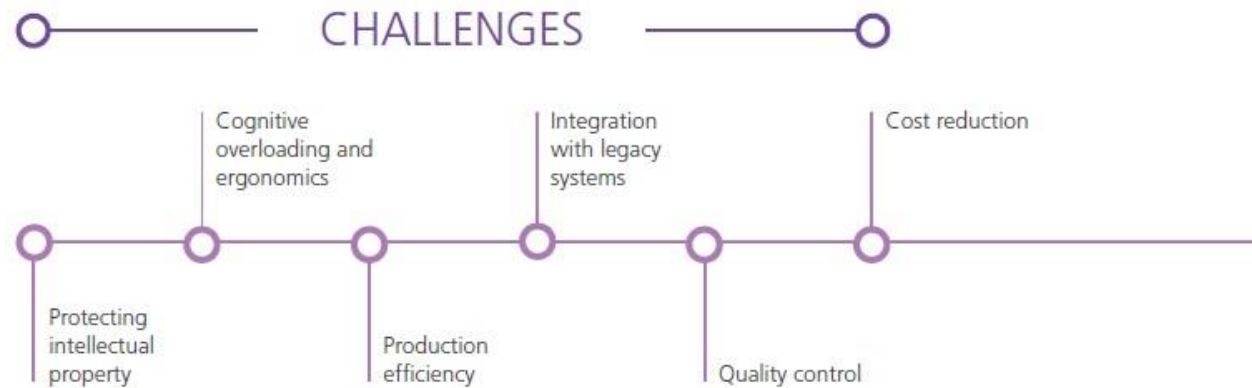 CHALLENGES
Cognitive
overloading and
ergonomics
Integration
with legacy
systems
Cost reduction
Protecting
intellectual
property
Production
efficiency
Quality control